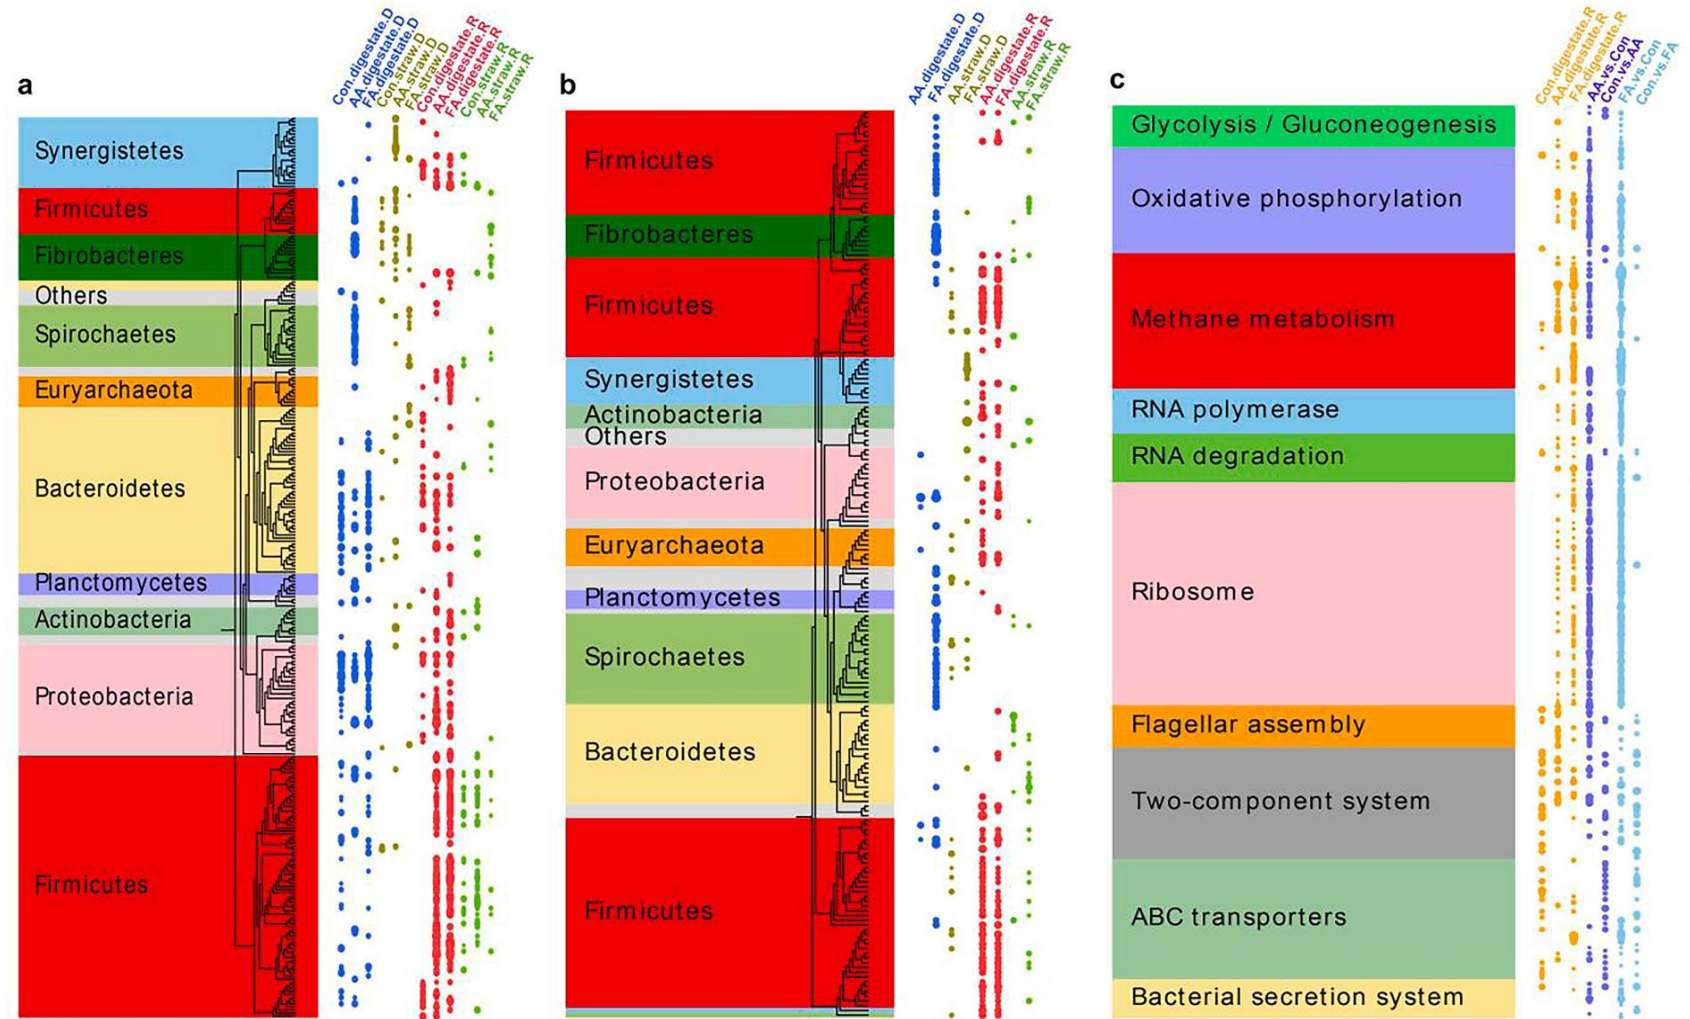 a
Con.digestate.D
AA.digestate.D
FA.digestate.D
Con.straw.D
AA.straw.D
FA.straw.D
Con.digestate.R
AA.digestate.R
FA.digestate.R
Con.straw.R
AA.straw.R
FA.straw.R
Synergistetes
Firmicutes
Fibrobacteres
Others
Spirochaetes
Euryarchaeota
Bacteroidetes
Planctomycetes
Actinobacteria
Proteobacteria
Firmicutes
b
AA.digestate.D
FA.digestate.D
AA.straw.D
FA.straw.D
AA.digestate.R
FA.digestate.R
AA.straw.R
FA.straw.R
Firmicutes
Fibrobacteres
Firmicutes
Synergistetes
Actinobacteria
Others
Proteobacteria
Euryarchaeota
Planctomycetes
Spirochaetes
Bacteroidetes
Firmicutes
c
Con.digestate.R
AA.digestate.R
FA.digestate.R
AA.vs.Con
Con.vs.AA
FA.vs.Con
Con.vs.FA
Glycolysis / Gluconeogenesis
Oxidative phosphorylation
Methane metabolism
RNA polymerase
RNA degradation
Ribosome
Flagellar assembly
Two-component system
ABC transporters
Bacterial secretion system